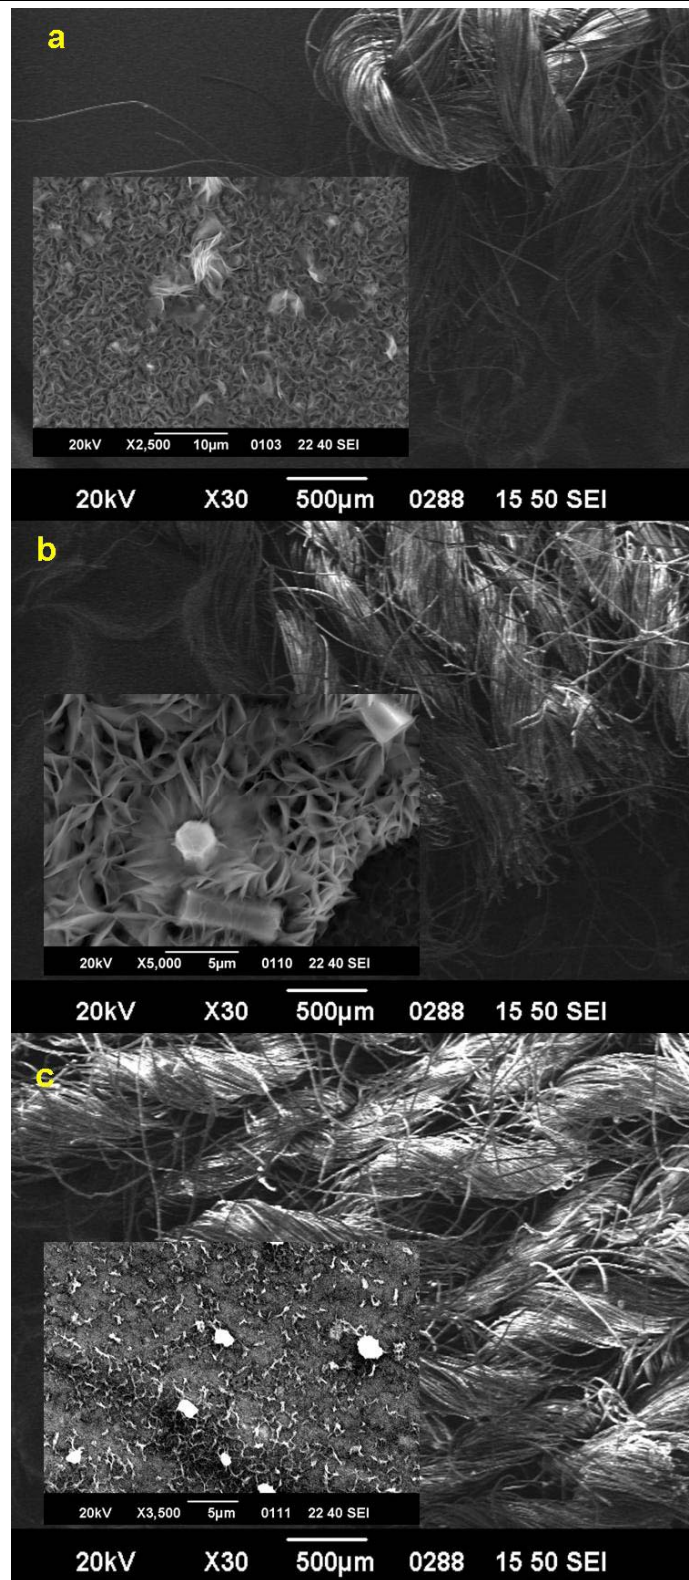 a
20kV X2,500 10µm 0103 22 40 SEI
20kV X30 500µm 0288 15 50 SEI
b
20kV X5,000 5µm 0110 22 40 SEI
20kV X30 500µm 0288 15 50 SEI
c
20kV X3,500 5µm 0111 22 40 SEI
20kV X30 500µm 0288 15 50 SEI